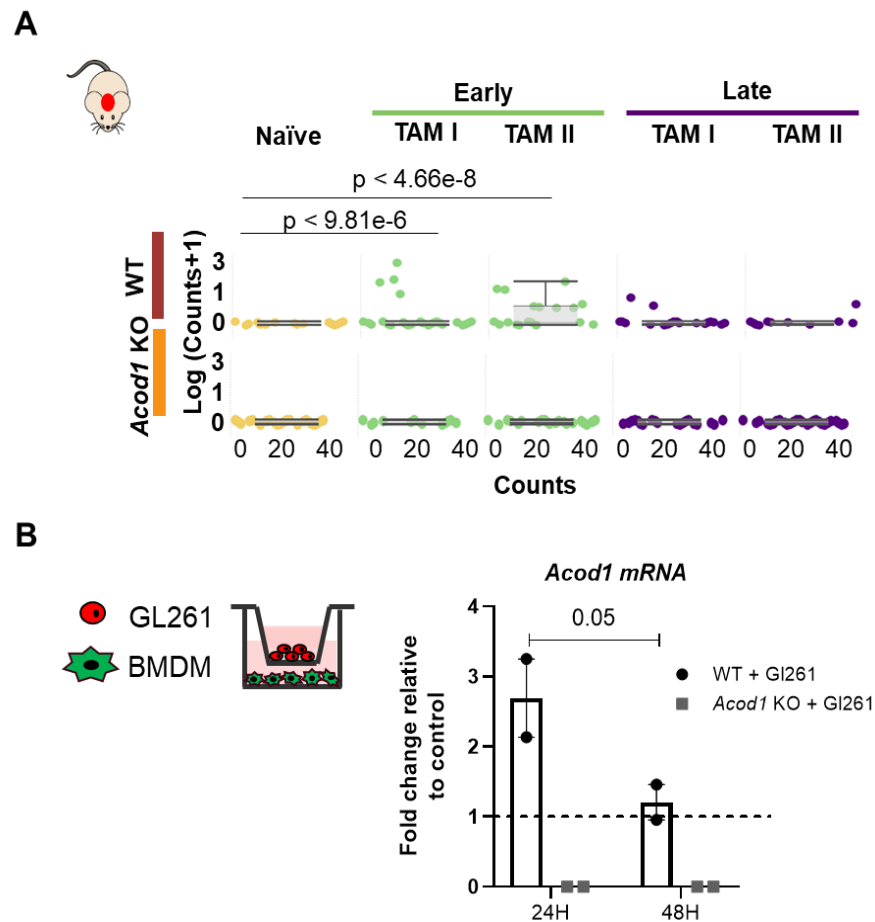 A
Early
Late
Naïve
TAM I
TAM II
TAM I
TAM II
p < 4.66e-8
p < 9.81e-6
WT
Acod1 KO
Log (Counts+1)
3
1
0
3
1
0
0 20 40
0 20 40
0 20 40
0 20 40
0 20 40
Counts
B
GL261
BMDM
Acod1 mRNA
Fold change relative
to control
4
3
2
1
0
0.05
WT + Gl261
Acod1 KO + Gl261
24H
48H